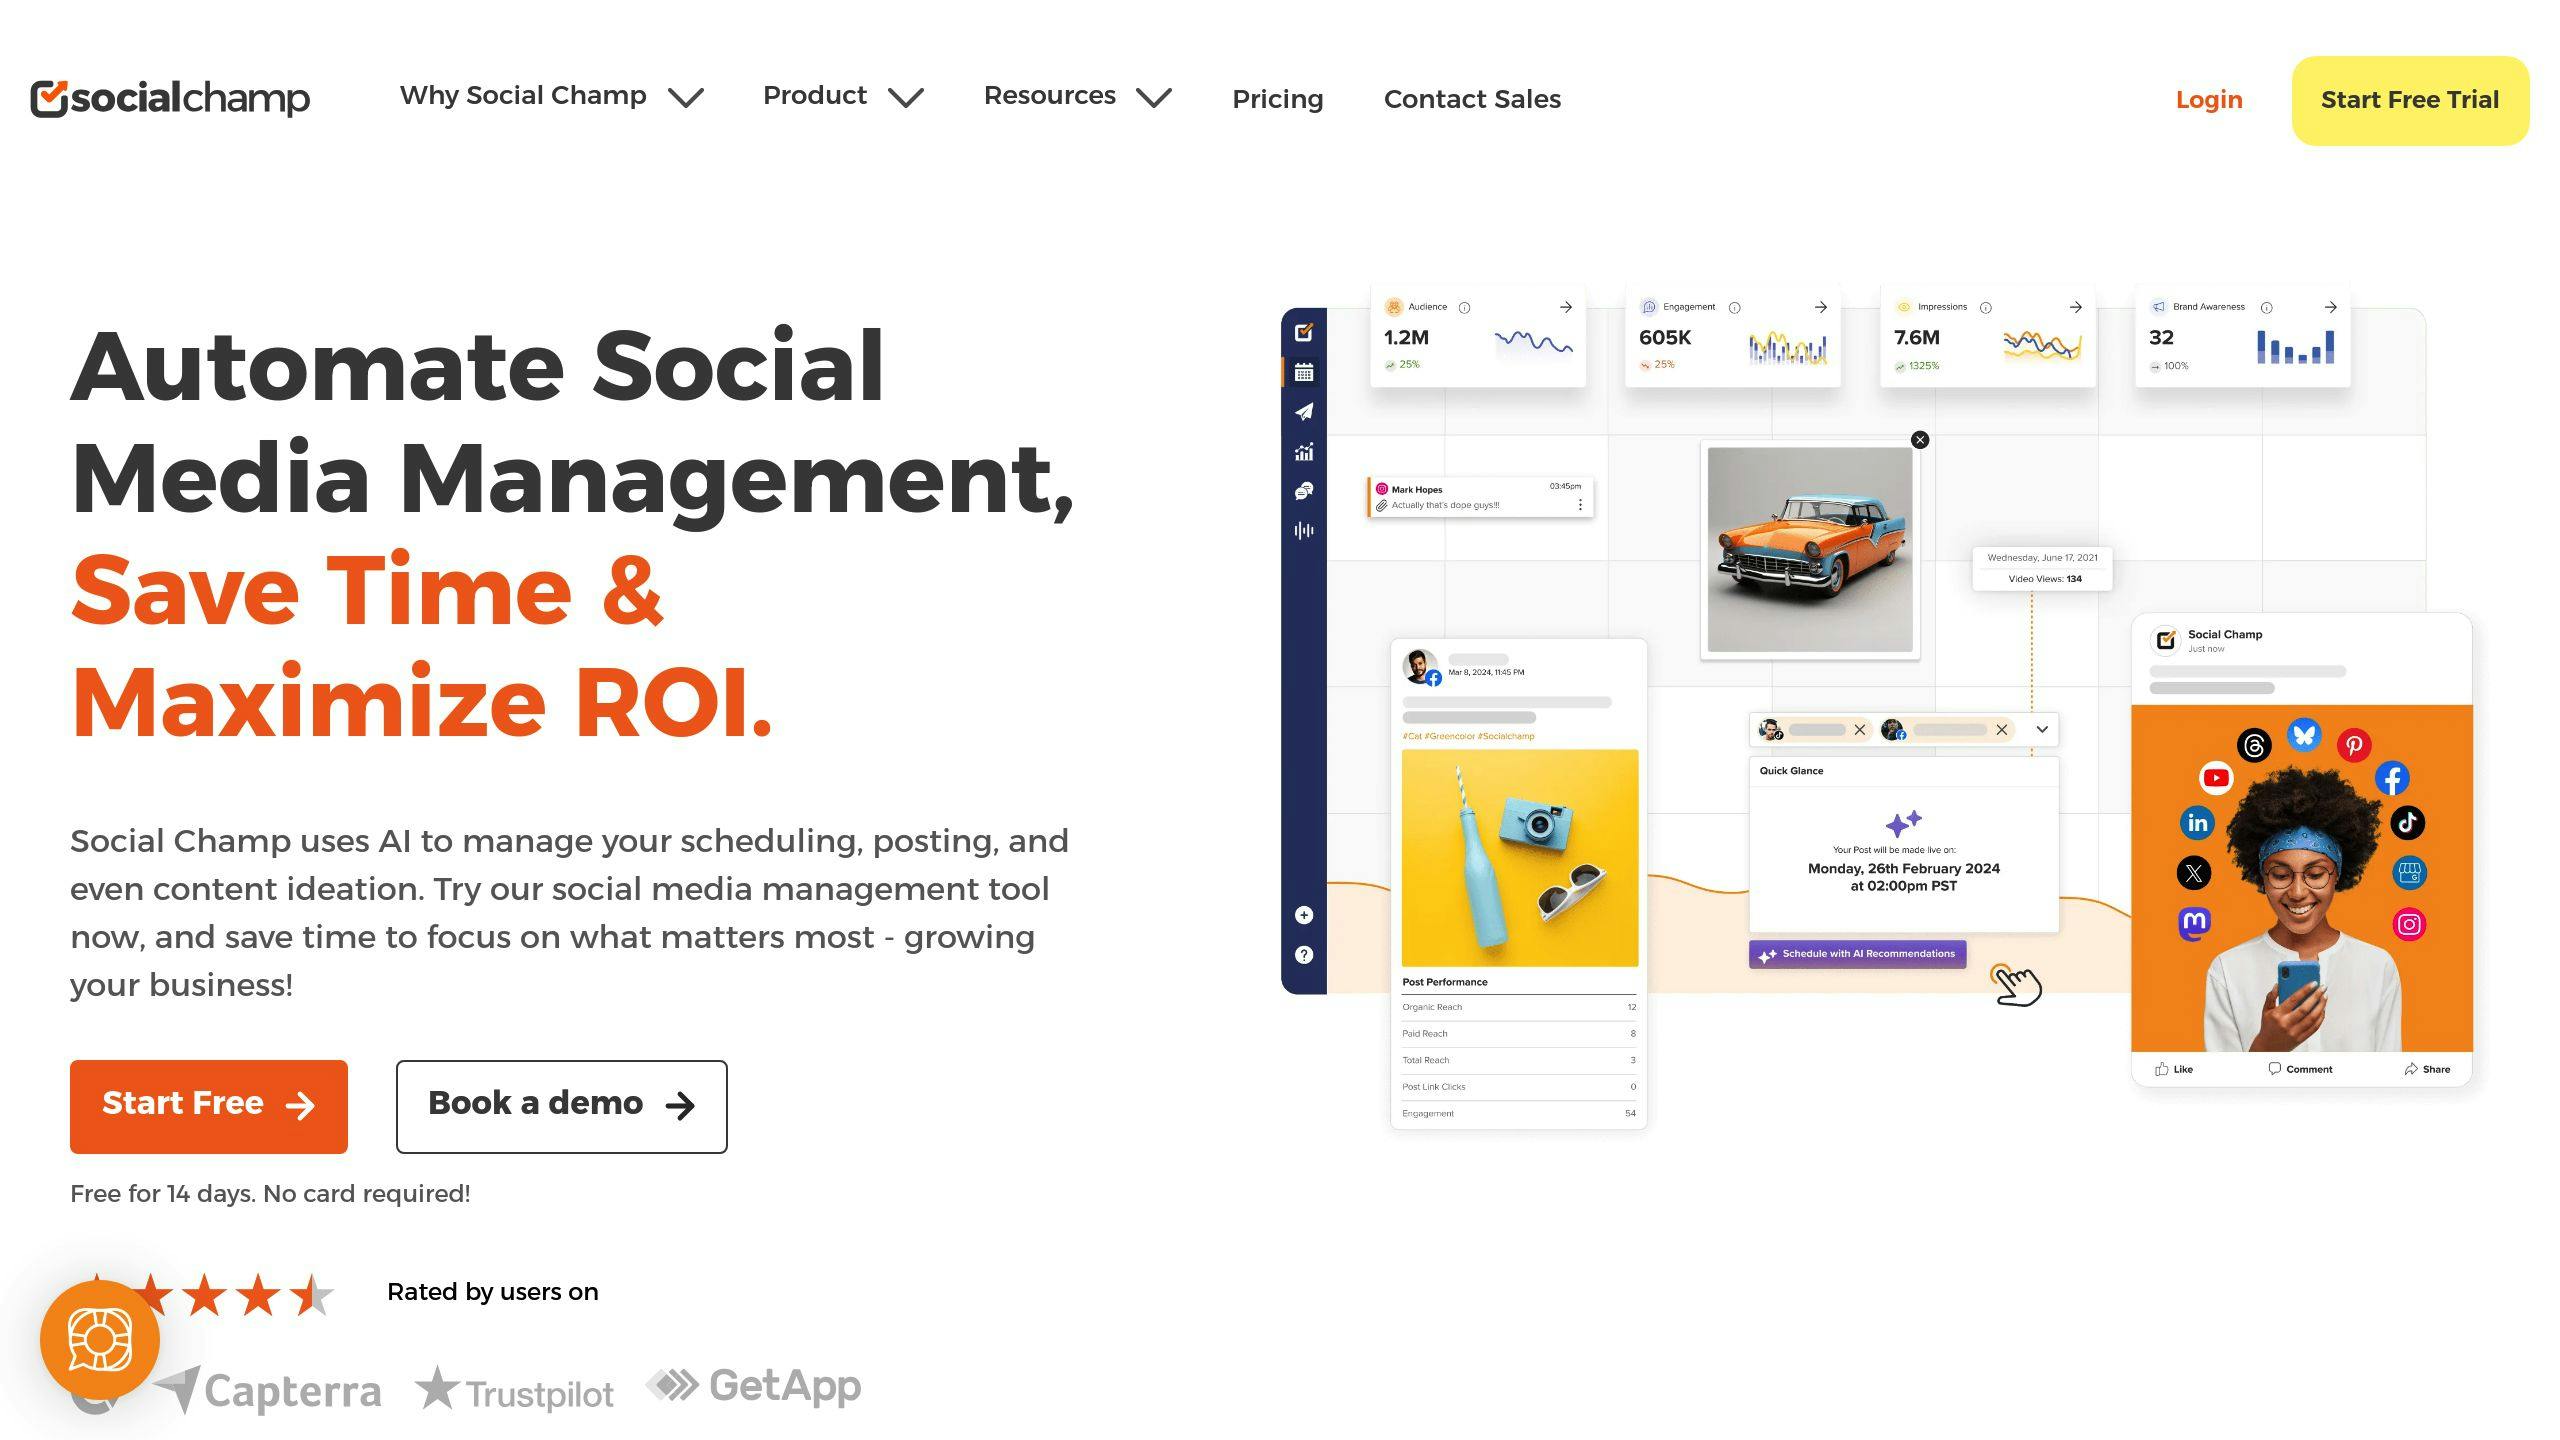 socialchamp
Why Social Champ
Product
Resources
Pricing
Contact Sales
Login
Start Free Trial
Automate Social
Media Management,
Save Time &
Maximize ROI.
Social Champ uses AI to manage your scheduling, posting, and
even content ideation. Try our social media management tool
now, and save time to focus on what matters most - growing
your business!
Start Free
Book a demo
Free for 14 days. No card required!
Rated by users on
Capterra
Trustpilot
GetApp
Audience
1.2M
25%
Engagement
605K
25%
Impressions
7.6M
1325%
Brand Awareness
32
100%
Mark Hopes
03:45pm
Actually that's dope guys!!!
Wednesday, June 17, 2021
Video Views: 134
Mar 8, 2024, 11:45 PM
#Cat #Greencolor #Socialchamp
Post Performance
Organic Reach 12
Paid Reach 8
Total Reach 3
Post Link Clicks 0
Engagement 54
Quick Glance
Your Post will be made live on:
Monday, 26th February 2024
at 02:00pm PST
Schedule with AI Recommendations
Social Champ
Just now
Like
Comment
Share